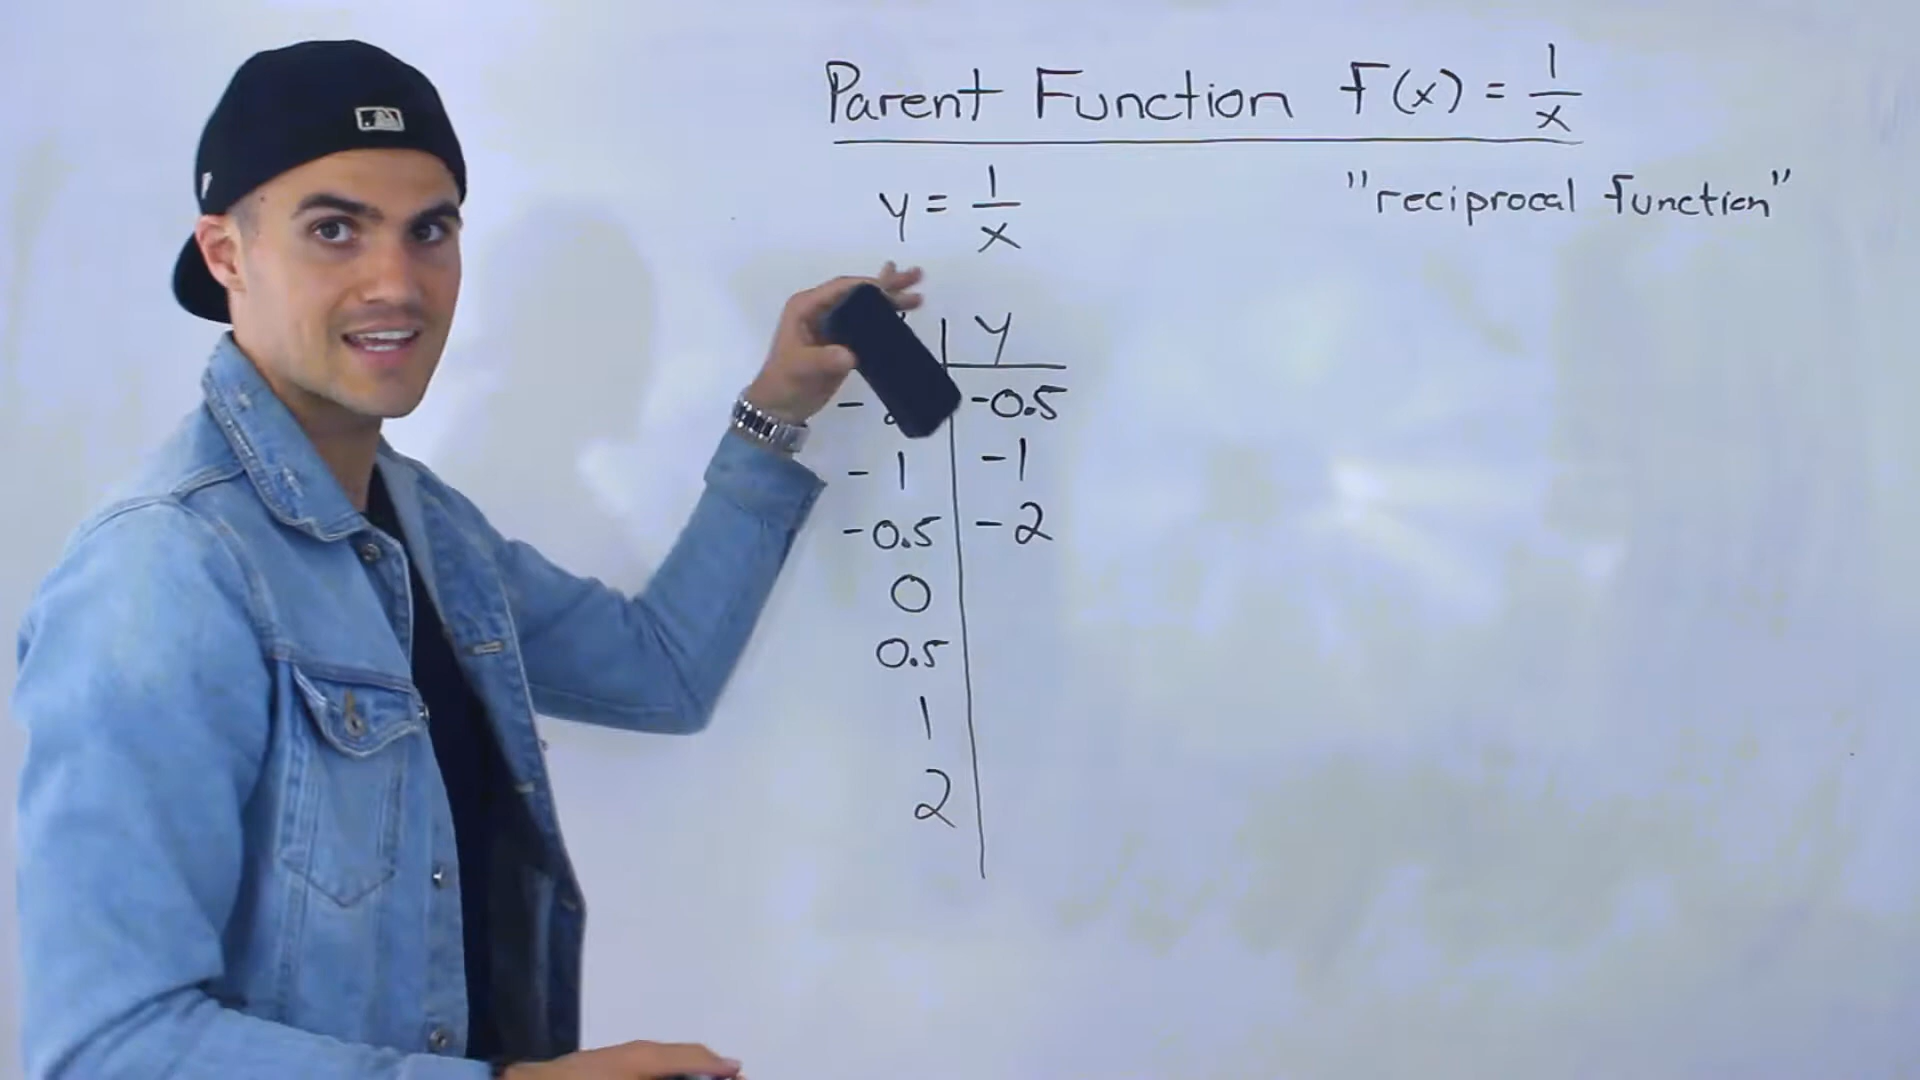 Parent Function f(x) = 1/x
y = 1/x
"reciprocal function"
y
- -0.5
-1 -1
-0.5 -2
0
0.5
1
2